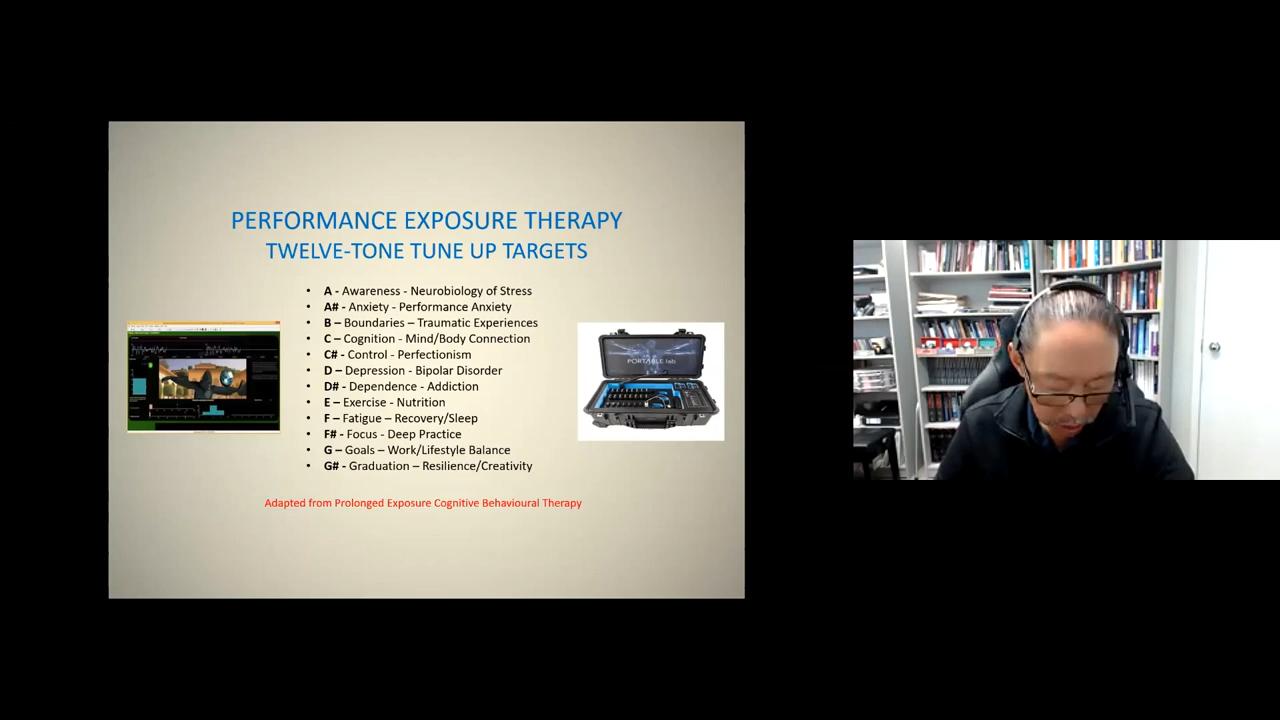 PERFORMANCE EXPOSURE THERAPY
TWELVE-TONE TUNE UP TARGETS
• A - Awareness - Neurobiology of Stress
• A# - Anxiety - Performance Anxiety
• B – Boundaries – Traumatic Experiences
• C – Cognition - Mind/Body Connection
• C# - Control - Perfectionism
• D – Depression - Bipolar Disorder
• D# - Dependence - Addiction
• E – Exercise - Nutrition
• F – Fatigue – Recovery/Sleep
• F# - Focus - Deep Practice
• G – Goals – Work/Lifestyle Balance
• G# - Graduation – Resilience/Creativity
PORTABLE lab
Adapted from Prolonged Exposure Cognitive Behavioural Therapy